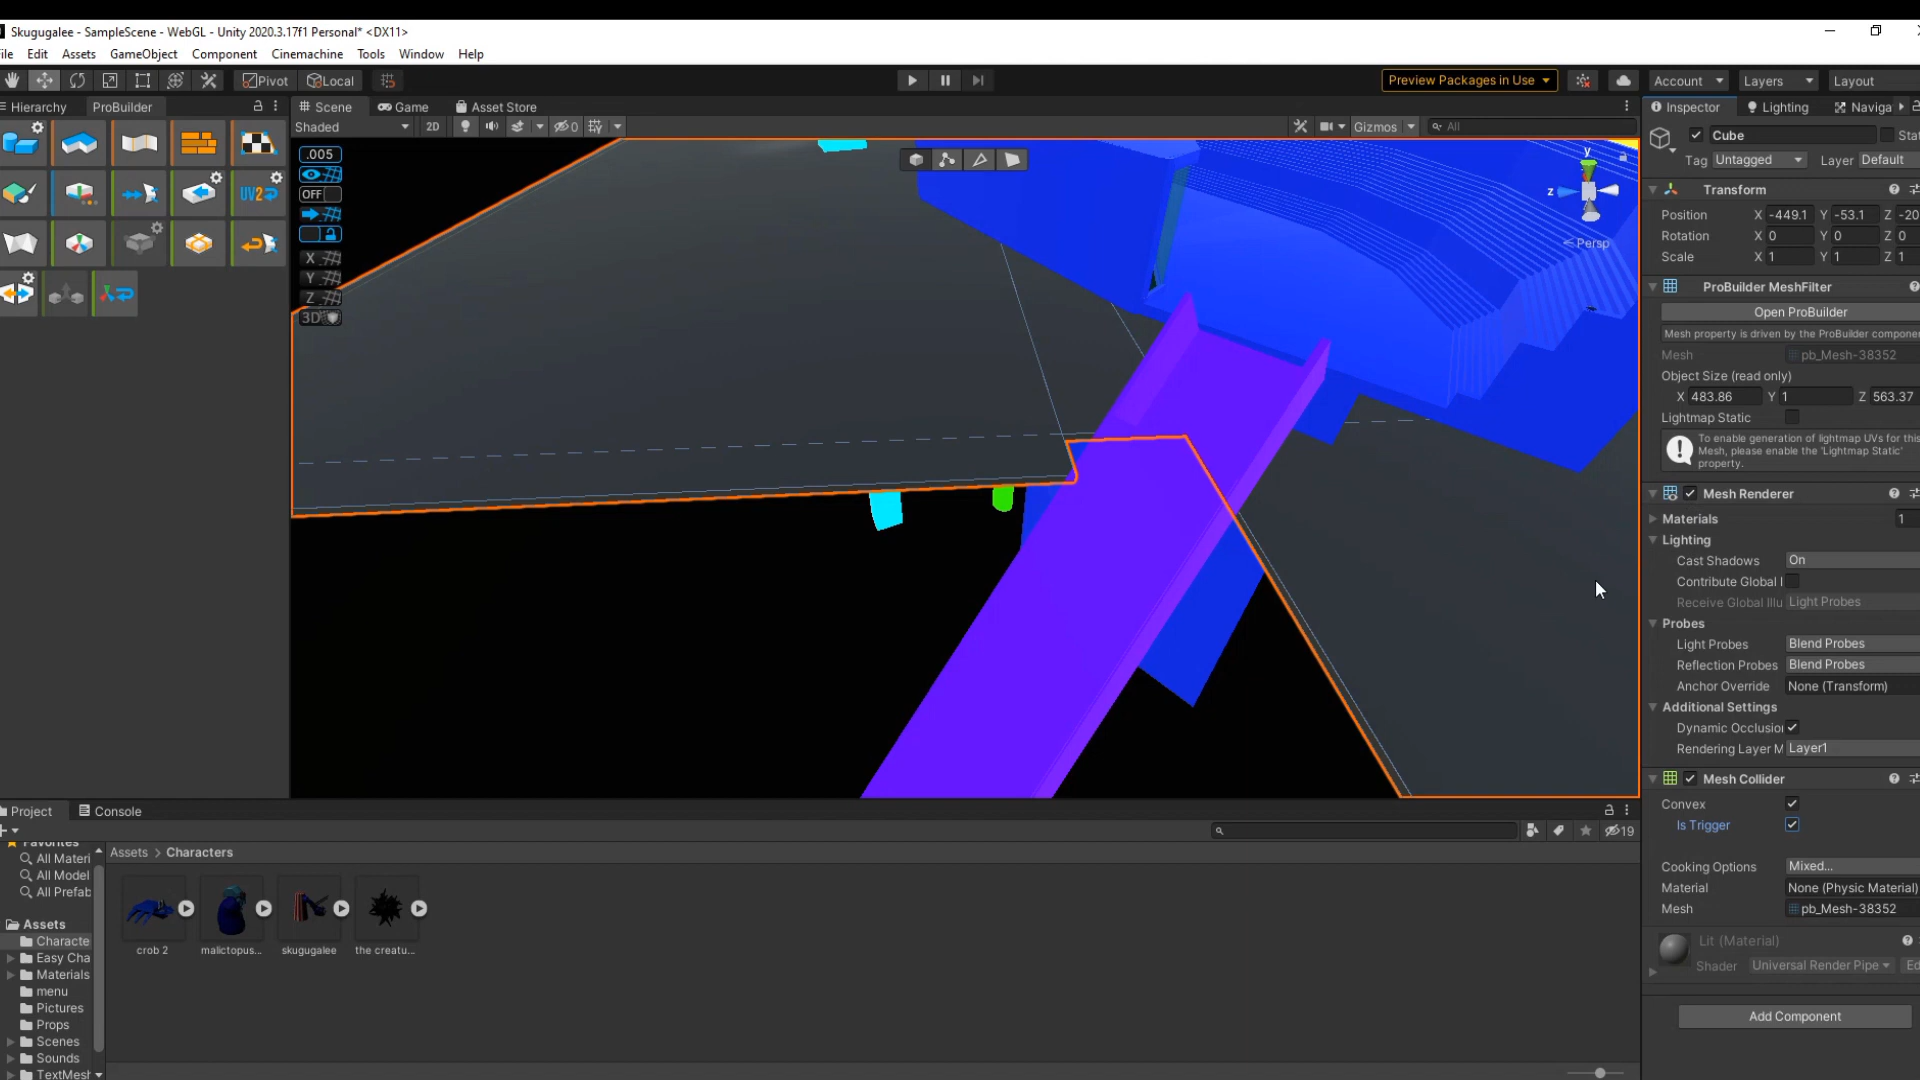 Skugugalee - SampleScene - WebGL - Unity 2020.3.17f1 Personal* <DX11>
ile Edit Assets GameObject Component Cinemachine Tools Window Help
Pivot Local Preview Packages in Use Account Layers Layout
Hierarchy ProBuilder Scene Game Asset Store Inspector Lighting Naviga
Shaded 2D 0 Gizmos All
.005
OFF
X
Y
Z
3D
y
z
< Persp
UV2
Cube Stat
Tag Untagged Layer Default
Transform
Position X -449.1 Y -53.1 Z -20
Rotation X 0 Y 0 Z 0
Scale X 1 Y 1 Z 1
ProBuilder MeshFilter
Open ProBuilder
Mesh property is driven by the ProBuilder componen
Mesh pb_Mesh-38352
Object Size (read only)
X 483.86 Y 1 Z 563.37
Lightmap Static
To enable generation of lightmap UVs for this
Mesh, please enable the 'Lightmap Static'
property.
Mesh Renderer
Materials 1
Lighting
Cast Shadows On
Contribute Global I
Receive Global Illu Light Probes
Probes
Light Probes Blend Probes
Reflection Probes Blend Probes
Anchor Override None (Transform)
Additional Settings
Dynamic Occlusion
Rendering Layer M Layer1
Mesh Collider
Convex
Is Trigger
Cooking Options Mixed...
Material None (Physic Material)
Mesh pb_Mesh-38352
Lit (Material)
Shader Universal Render Pipe Ed
Add Component
Project Console
19
Favorites
All Materi
All Model
All Prefab
Assets
Characte
Easy Cha
Materials
menu
Pictures
Props
Scenes
Sounds
TextMesh
Assets > Characters
crob 2 malictopus... skugugalee the creatu...